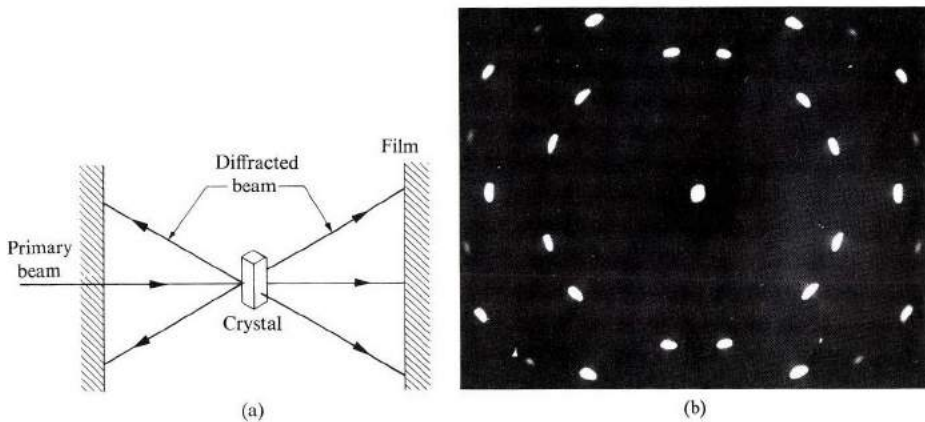 Film
Diffracted
beam
Primary
beam
Crystal
(a)
(b)